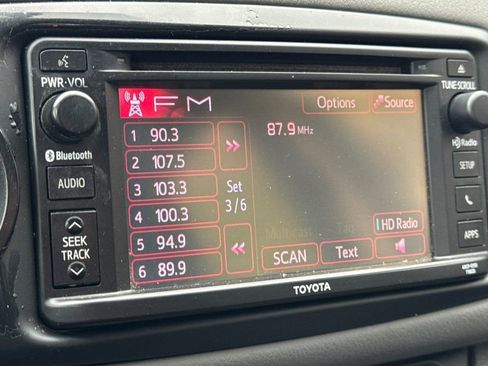 PWR•VOL
TUNE•SCROLL
FM
Options
Source
1 90.3
87.9 MHz
2 107.5
HD Radio
Bluetooth
3 103.3
Set
SETUP
AUDIO
3/6
4 100.3
HD Radio
SEEK
TRACK
5 94.9
SCAN
Text
APPS
6 89.9
TOYOTA